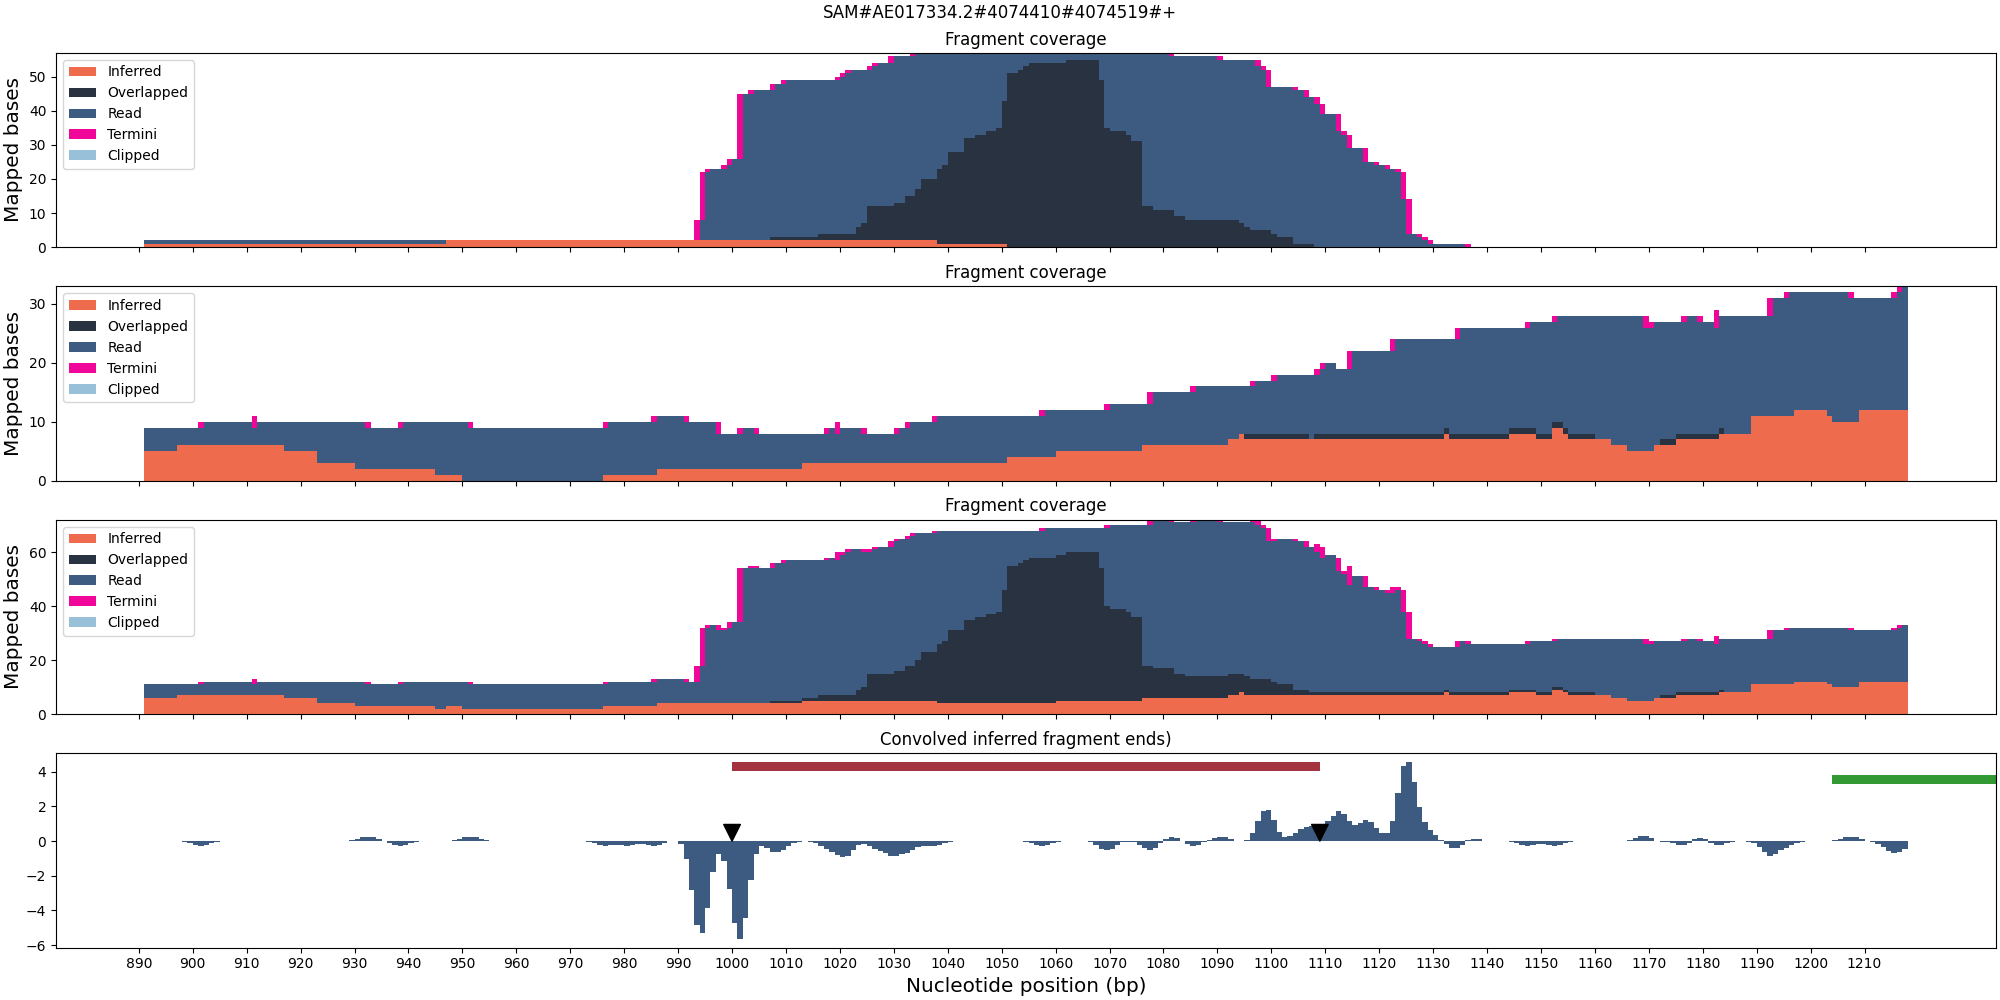 SAM#AE017334.2#4074410#4074519#+
Fragment coverage
Mapped bases
50
40
30
20
10
0
Inferred
Overlapped
Read
Termini
Clipped
Fragment coverage
Mapped bases
30
20
10
0
Inferred
Overlapped
Read
Termini
Clipped
Fragment coverage
Mapped bases
60
40
20
0
Inferred
Overlapped
Read
Termini
Clipped
Convolved inferred fragment ends)
4
2
0
−2
−4
−6
890 900 910 920 930 940 950 960 970 980 990 1000 1010 1020 1030 1040 1050 1060 1070 1080 1090 1100 1110 1120 1130 1140 1150 1160 1170 1180 1190 1200 1210
Nucleotide position (bp)